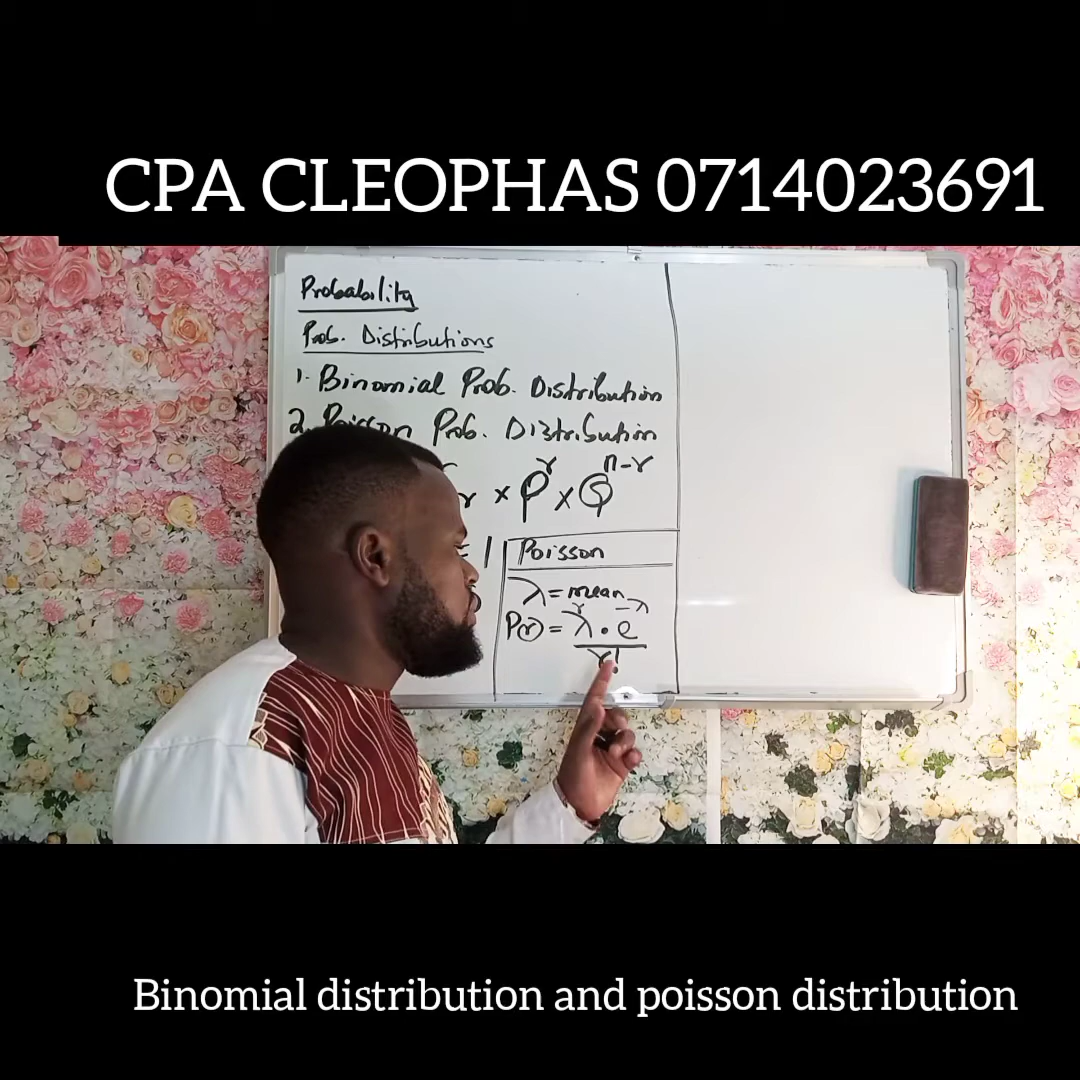 CPA CLEOPHAS 0714023691
Probability
Prob. Distributions
1. Binomial Prob. Distribution
2. Poisson Prob. Distribution
r × P^r × Q^n-r
= 1
Poisson
λ = mean
P(r) = λ^r · e^-λ
r!
Binomial distribution and poisson distribution